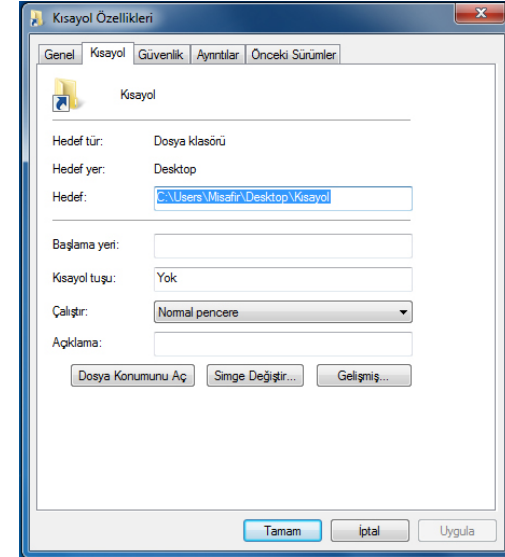 Kısayol Özellikleri
Genel Kısayol Güvenlik Ayrıntılar Önceki Sürümler
Kısayol
Hedef tür: Dosya klasörü
Hedef yer: Desktop
Hedef: C:\Users\Misafir\Desktop\Kısayol
Başlama yeri:
Kısayol tuşu: Yok
Çalıştır: Normal pencere
Açıklama:
Dosya Konumunu Aç Simge Değiştir... Gelişmiş...
Tamam İptal Uygula